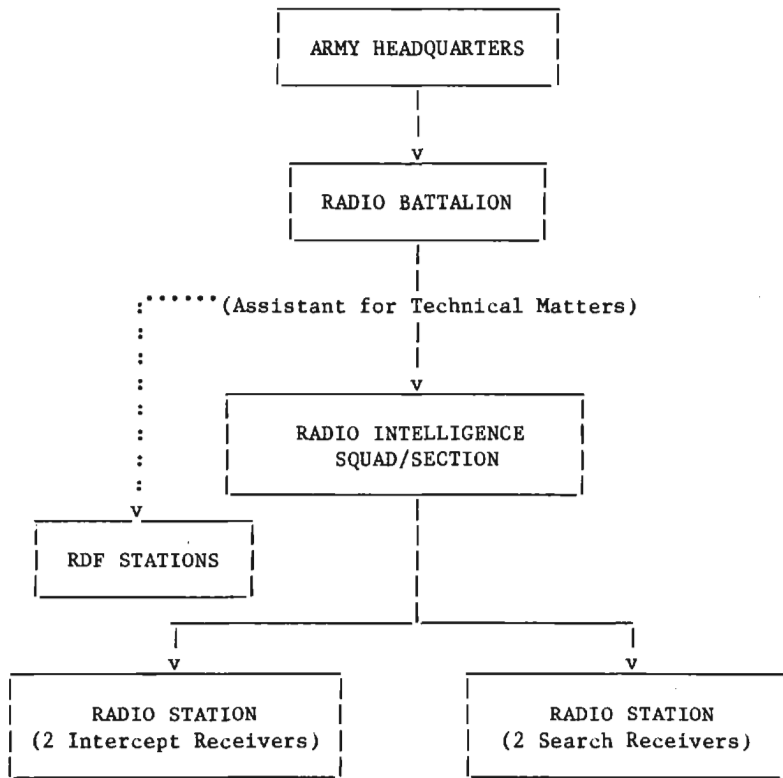 ARMY HEADQUARTERS
RADIO BATTALION
(Assistant for Technical Matters)
RADIO INTELLIGENCE
SQUAD/SECTION
RDF STATIONS
RADIO STATION
(2 Intercept Receivers)
RADIO STATION
(2 Search Receivers)